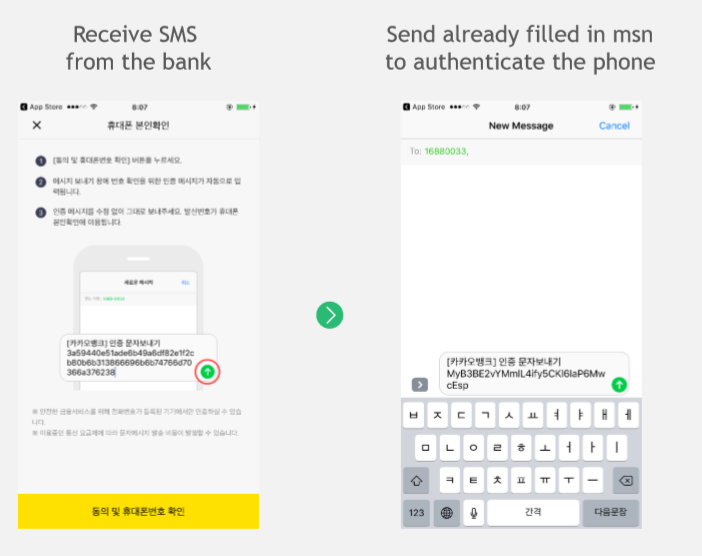 Receive SMS
from the bank
Send already filled in msn
to authenticate the phone
App Store 8:07
휴대폰 본인확인
1 [동의 및 휴대폰번호 확인] 버튼을 누르세요.
2 메시지 보내기 창에 번호 확인을 위한 인증 메시지가 자동으로 입
력됩니다.
3 인증 메시지를 수정 없이 그대로 보내주세요. 발신번호가 휴대폰
본인확인에 이용됩니다.
새로운 메시지
[카카오뱅크] 인증 문자보내기
3a59440e51ade6b49a6df82e1f2c
b80b6b313866696b6b74766d70
366a376238
※ 안전한 금융서비스를 위해 전화번호가 등록된 기기에서만 인증하실 수 있습
니다.
※ 이용중인 통신 요금제에 따라 문자메시지 발송 비용이 발생할 수 있습니다.
동의 및 휴대폰번호 확인
App Store 8:07
New Message Cancel
To: 16880033,
[카카오뱅크] 인증 문자보내기
MyB3BE2vYMmlL4ify5CKl6IaP6Mw
cEsp
ㅂ ㅈ ㄷ ㄱ ㅅ ㅛ ㅕ ㅑ ㅐ ㅔ
ㅁ ㄴ ㅇ ㄹ ㅎ ㅗ ㅓ ㅏ ㅣ
ㅋ ㅌ ㅊ ㅍ ㅠ ㅜ ㅡ
123 간격 다음문장